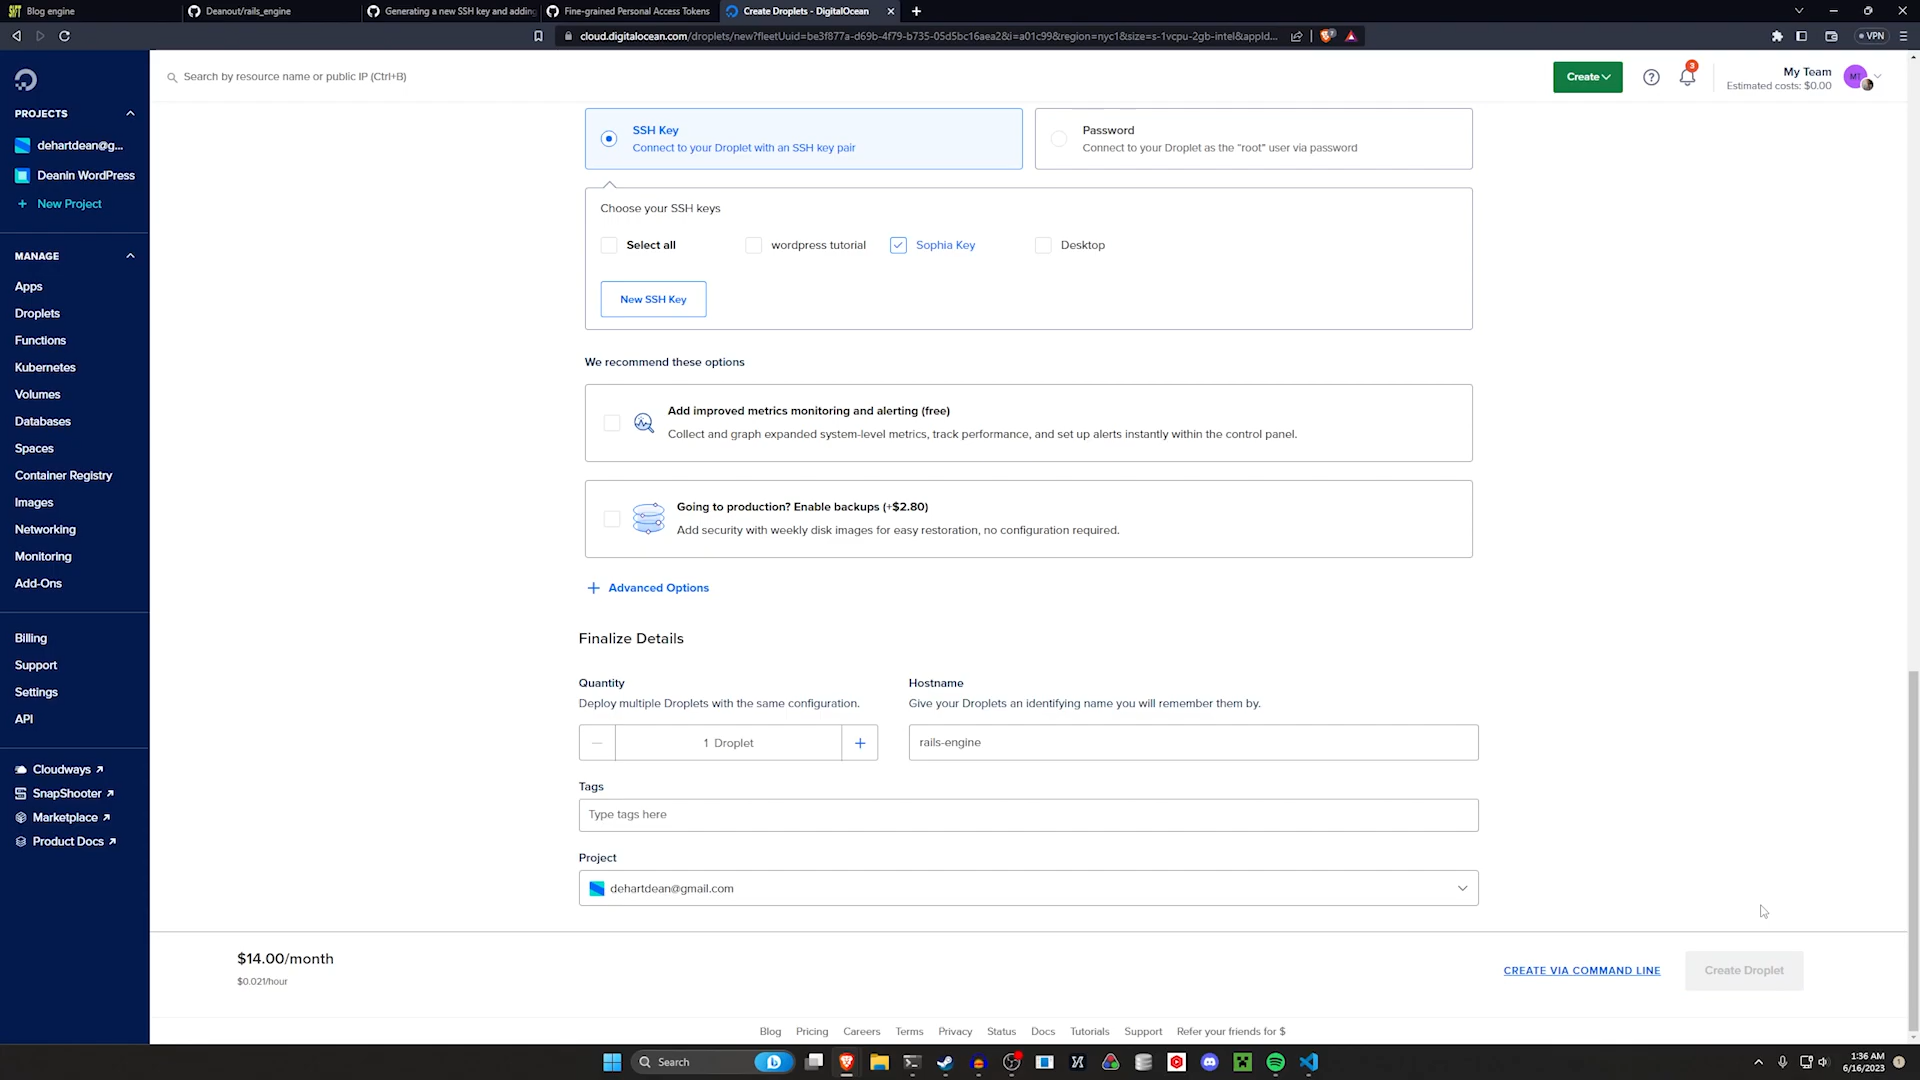 Blog engine
Deanout/rails_engine
Generating a new SSH key and adding
Fine-grained Personal Access Tokens
Create Droplets - DigitalOcean
cloud.digitalocean.com/droplets/new?fleetUuid=be3f877a-d69b-4f79-b735-05d5bc16aea2&i=a01c99&region=nyc1&size=s-1vcpu-2gb-intel&appId...
VPN
Search by resource name or public IP (Ctrl+B)
Create
3
My Team
Estimated costs: $0.00
MT
PROJECTS
dehartdean@g...
Deanin WordPress
+ New Project
MANAGE
Apps
Droplets
Functions
Kubernetes
Volumes
Databases
Spaces
Container Registry
Images
Networking
Monitoring
Add-Ons
Billing
Support
Settings
API
Cloudways
SnapShooter
Marketplace
Product Docs
SSH Key
Connect to your Droplet with an SSH key pair
Password
Connect to your Droplet as the “root” user via password
Choose your SSH keys
Select all
wordpress tutorial
Sophia Key
Desktop
New SSH Key
We recommend these options
Add improved metrics monitoring and alerting (free)
Collect and graph expanded system-level metrics, track performance, and set up alerts instantly within the control panel.
Going to production? Enable backups (+$2.80)
Add security with weekly disk images for easy restoration, no configuration required.
+ Advanced Options
Finalize Details
Quantity
Deploy multiple Droplets with the same configuration.
1 Droplet
Hostname
Give your Droplets an identifying name you will remember them by.
rails-engine
Tags
Type tags here
Project
dehartdean@gmail.com
$14.00/month
$0.021/hour
CREATE VIA COMMAND LINE
Create Droplet
Blog Pricing Careers Terms Privacy Status Docs Tutorials Support Refer your friends for $
Search
1:36 AM
6/16/2023